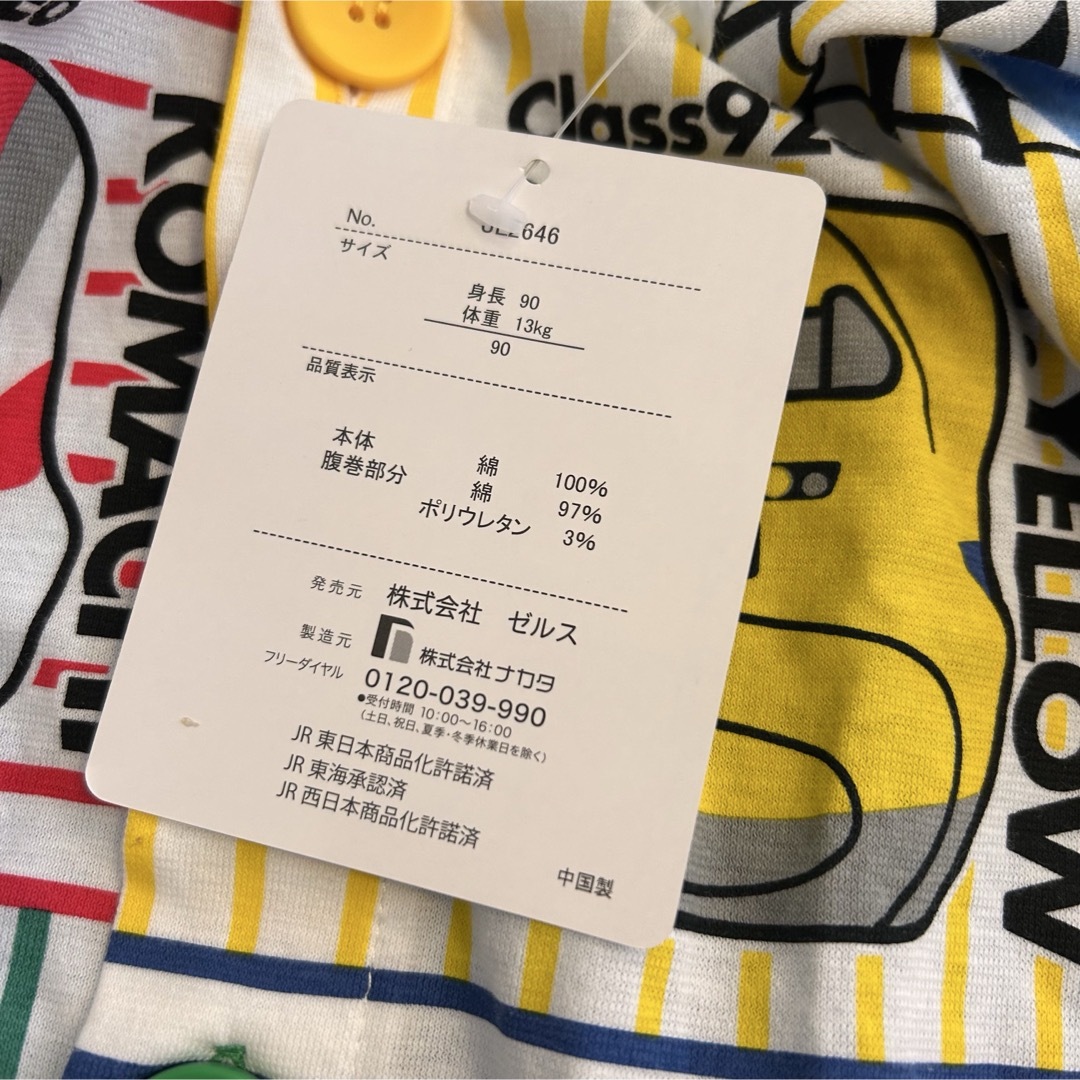 KOMACHI
Class92
YELLOW
No.
サイズ
身長 90
体重 13kg
90
品質表示
本体 綿 100%
腹巻部分 綿 97%
ポリウレタン 3%
発売元 株式会社 ゼルス
製造元 株式会社ナカタ
フリーダイヤル 0120-039-990
●受付時間 10:00〜16:00
(土日、祝日、夏季・冬季休業日を除く)
JR東日本商品化許諾済
JR東海承認済
JR西日本商品化許諾済
中国製